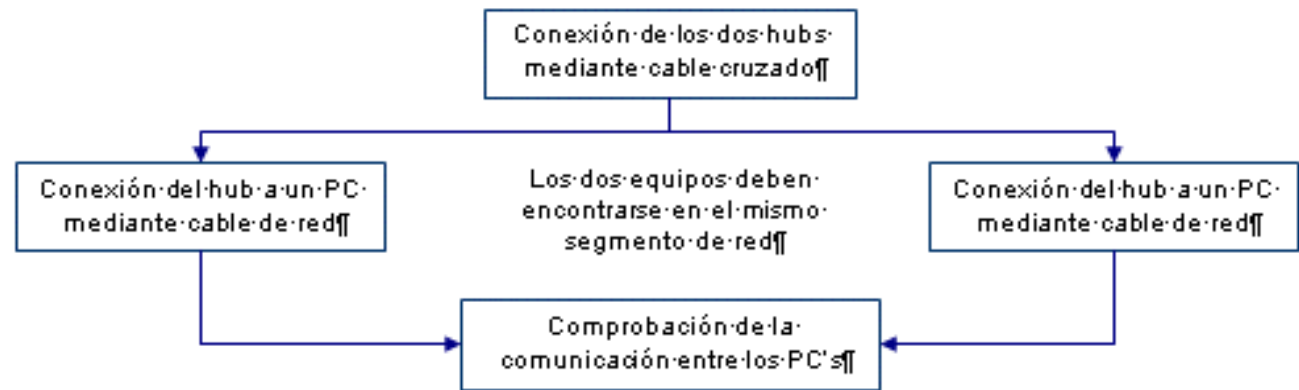 Conexión·de·los·dos·hubs·
mediante·cable·cruzado¶
Conexión·del·hub·a·un·PC·
mediante·cable·de·red¶
Los·dos·equipos·deben·
encontrarse·en·el·mismo·
segmento·de·red¶
Conexión·del·hub·a·un·PC·
mediante·cable·de·red¶
Comprobación·de·la·
comunicación·entre·los·PC's¶